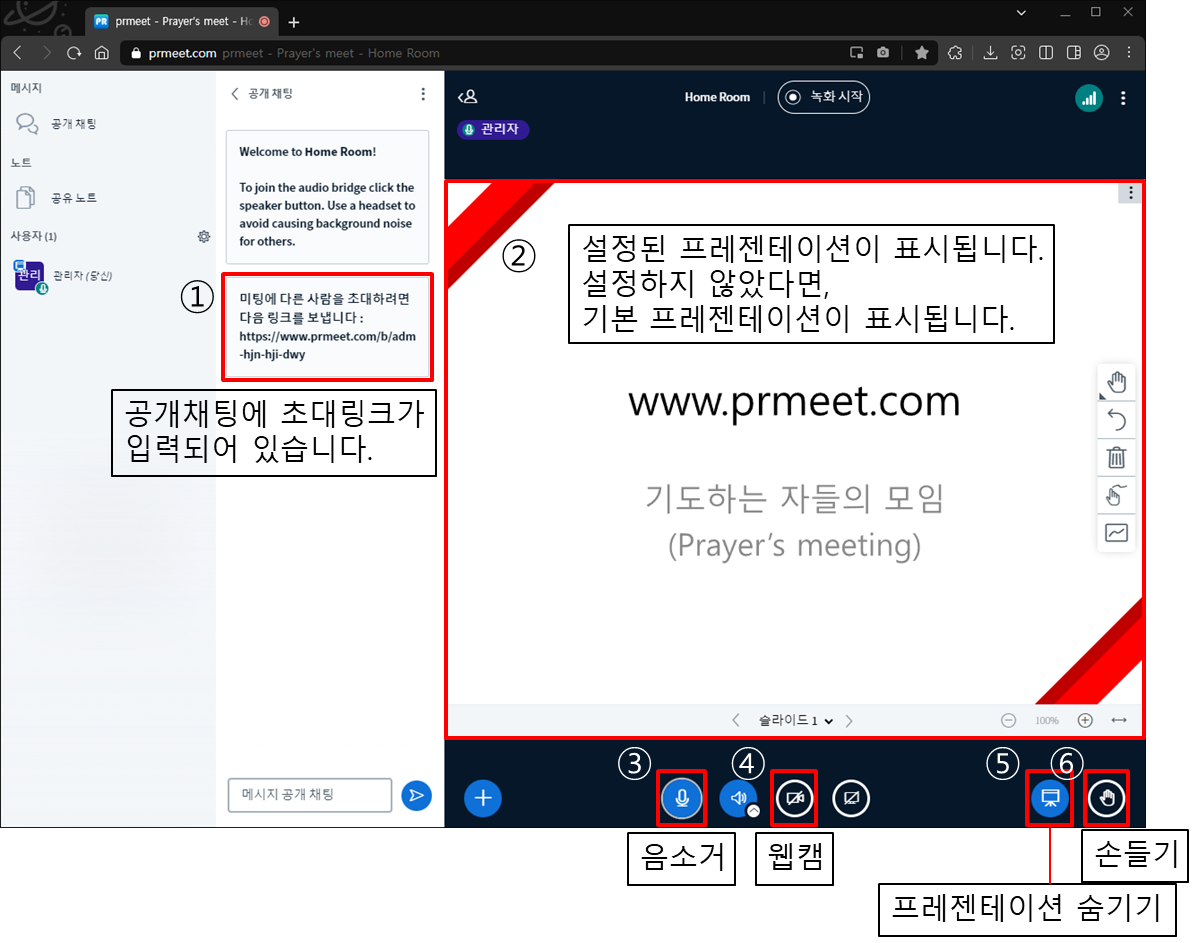 PR prmeet - Prayer's meet - Ho
prmeet.com prmeet - Prayer's meet - Home Room
메시지
공개 채팅
노트
공유 노트
사용자 (1)
관리
관리자 (당신)
공개 채팅
Welcome to Home Room!
To join the audio bridge click the
speaker button. Use a headset to
avoid causing background noise
for others.
①
미팅에 다른 사람을 초대하려면
다음 링크를 보냅니다 :
https://www.prmeet.com/b/adm
-hjn-hji-dwy
공개채팅에 초대링크가
입력되어 있습니다.
메시지 공개 채팅
Home Room
녹화 시작
관리자
②
설정된 프레젠테이션이 표시됩니다.
설정하지 않았다면,
기본 프레젠테이션이 표시됩니다.
www.prmeet.com
기도하는 자들의 모임
(Prayer's meeting)
슬라이드 1
100%
③
④
⑤
⑥
음소거
웹캠
손들기
프레젠테이션 숨기기